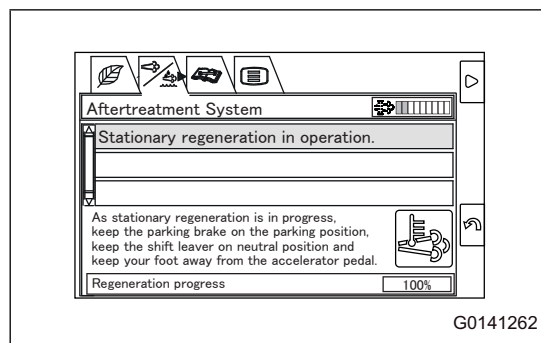 Aftertreatment System
Stationary regeneration in operation.
As stationary regeneration is in progress,
keep the parking brake on the parking position,
keep the shift leaver on neutral position and
keep your foot away from the accelerator pedal.
Regeneration progress 100%
G0141262